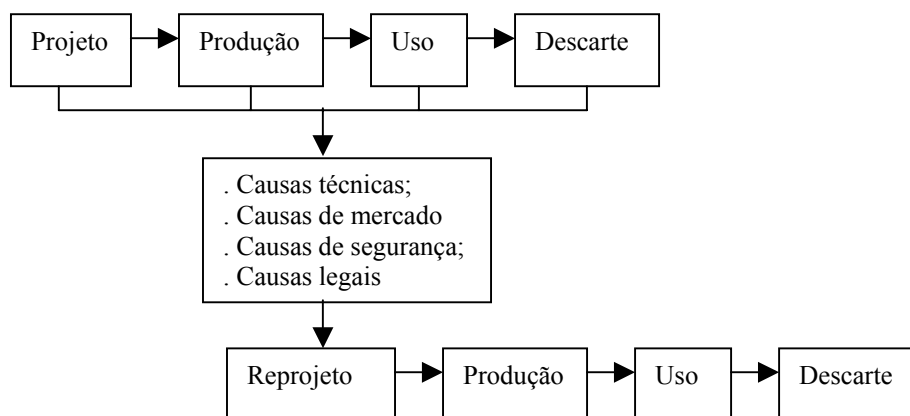 Projeto Produção Uso Descarte
. Causas técnicas;
. Causas de mercado
. Causas de segurança;
. Causas legais
Reprojeto Produção Uso Descarte